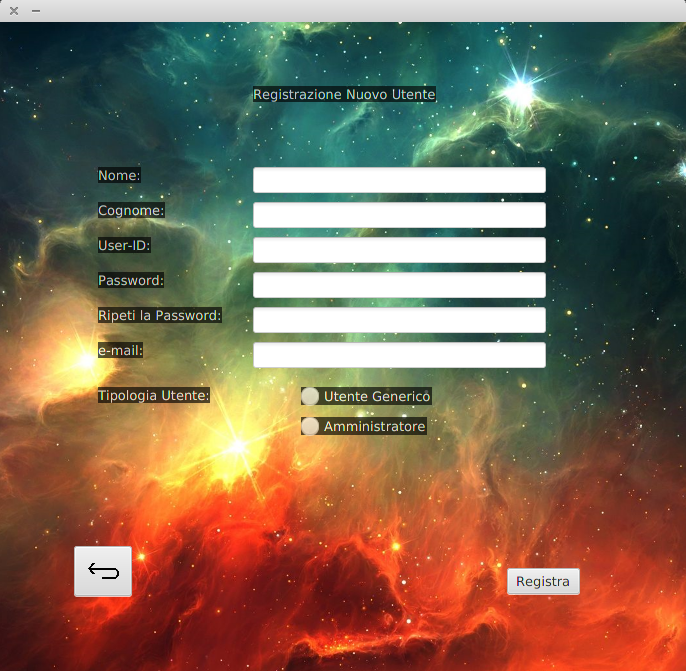 Registrazione Nuovo Utente
Nome:
Cognome:
User-ID:
Password:
Ripeti la Password:
e-mail:
Tipologia Utente:
Utente Generico
Amministratore
Registra